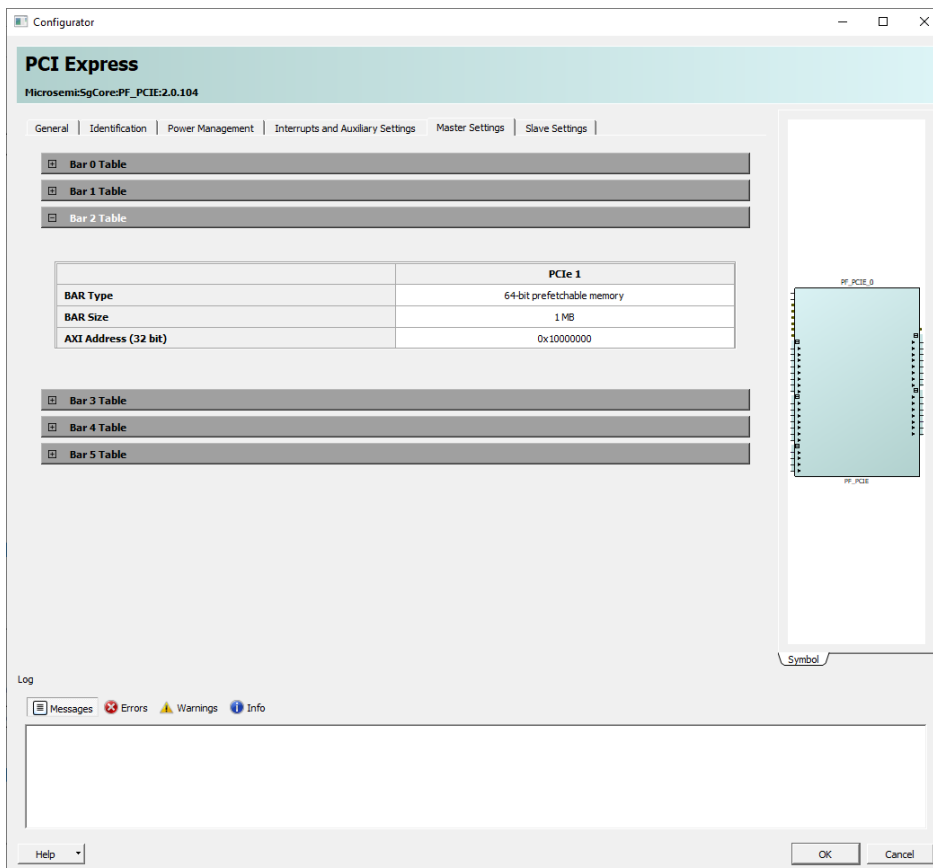 Configurator
PCI Express
Microsemi:SgCore:PF_PCIE:2.0.104
General Identification Power Management Interrupts and Auxiliary Settings Master Settings Slave Settings
Bar 0 Table
Bar 1 Table
Bar 2 Table
PCIe 1
BAR Type 64-bit prefetchable memory
BAR Size 1 MB
AXI Address (32 bit) 0x10000000
Bar 3 Table
Bar 4 Table
Bar 5 Table
PF_PCIE_0
PF_PCIE
Symbol
Log
Messages Errors Warnings Info
Help OK Cancel